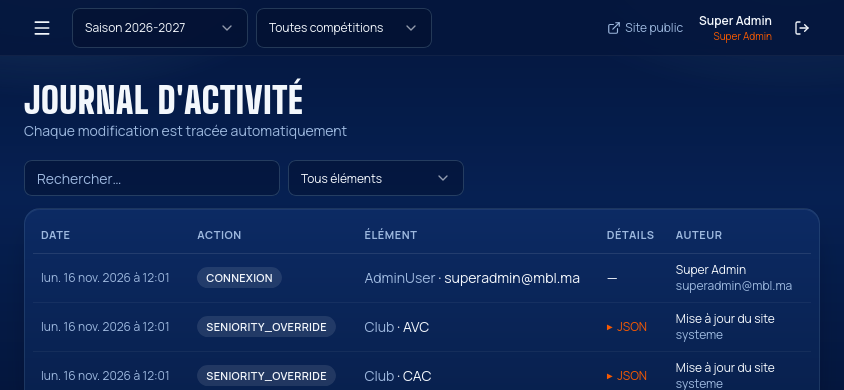 Saison 2026-2027 Toutes compétitions Site public Super Admin
Super Admin
JOURNAL D'ACTIVITÉ
Chaque modification est tracée automatiquement
Rechercher… Tous éléments
DATE ACTION ÉLÉMENT DÉTAILS AUTEUR
lun. 16 nov. 2026 à 12:01 CONNEXION AdminUser · superadmin@mbl.ma — Super Admin
superadmin@mbl.ma
lun. 16 nov. 2026 à 12:01 SENIORITY_OVERRIDE Club · AVC ▸ JSON Mise à jour du site
systeme
lun. 16 nov. 2026 à 12:01 SENIORITY_OVERRIDE Club · CAC ▸ JSON Mise à jour du site
systeme